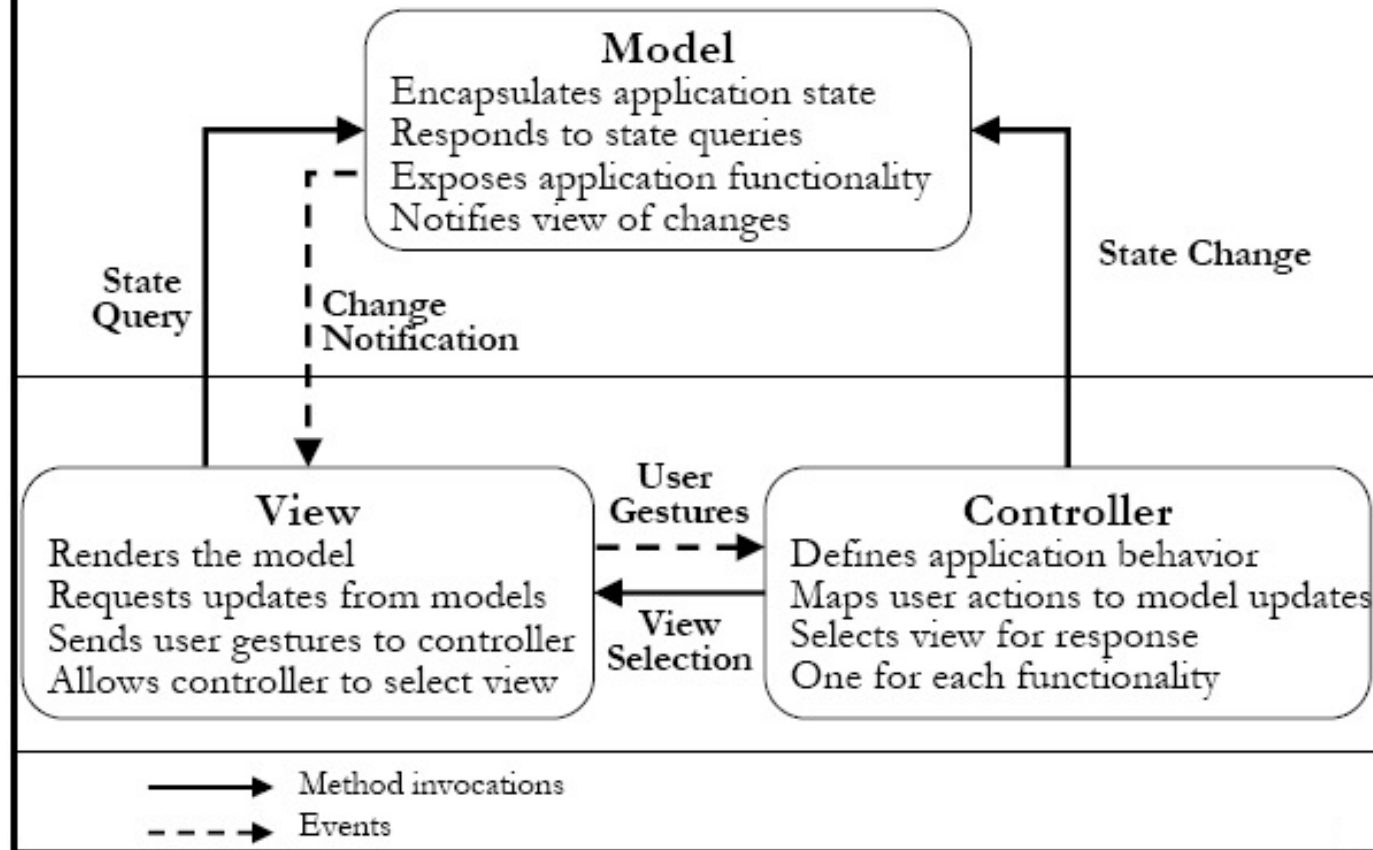 Model
Encapsulates application state
Responds to state queries
Exposes application functionality
Notifies view of changes
State
Query
Change
Notification
State Change
View
Renders the model
Requests updates from models
Sends user gestures to controller
Allows controller to select view
User
Gestures
View
Selection
Controller
Defines application behavior
Maps user actions to model updates
Selects view for response
One for each functionality
Method invocations
Events